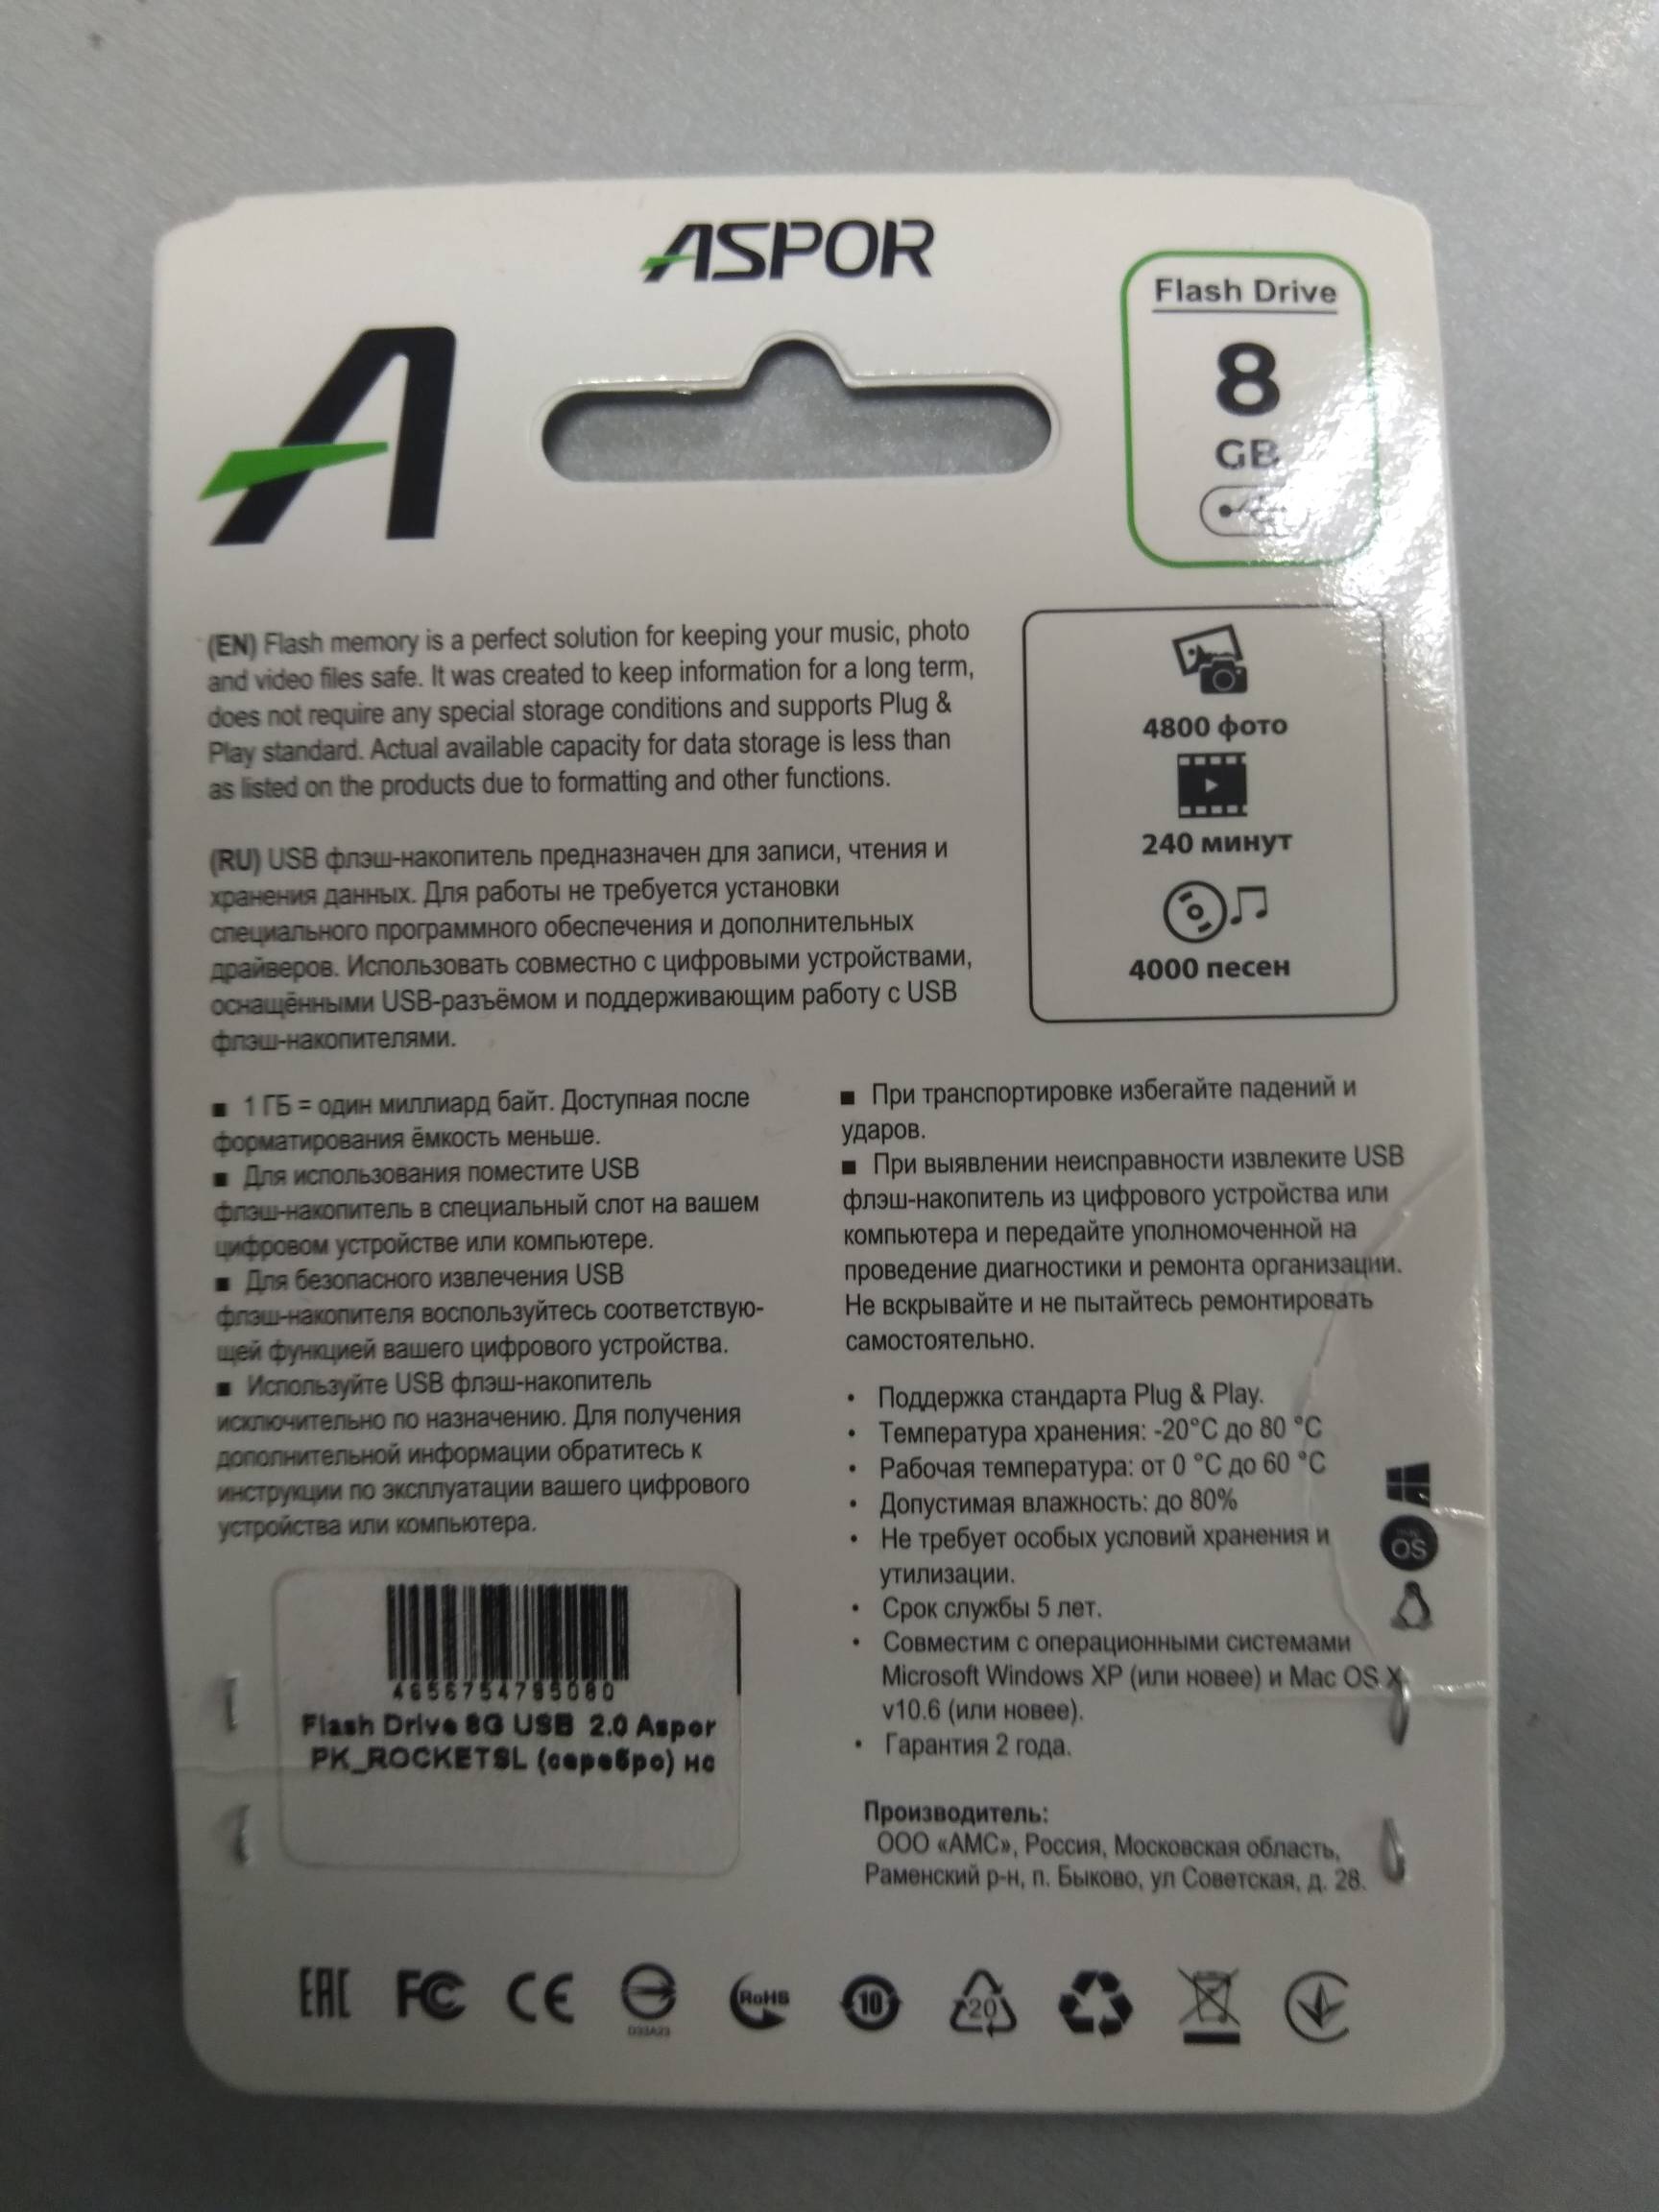 ASPOR
Flash Drive
8
GB
(EN) Flash memory is a perfect solution for keeping your music, photo
and video files safe. It was created to keep information for a long term,
does not require any special storage conditions and supports Plug &
Play standard. Actual available capacity for data storage is less than
as listed on the products due to formatting and other functions.
4800 фото
240 минут
4000 песен
(RU) USB флэш-накопитель предназначен для записи, чтения и
хранения данных. Для работы не требуется установки
специального программного обеспечения и дополнительных
драйверов. Использовать совместно с цифровыми устройствами,
оснащёнными USB-разъёмом и поддерживающим работу с USB
флэш-накопителями.
▪ 1 ГБ = один миллиард байт. Доступная после
форматирования ёмкость меньше.
▪ Для использования поместите USB
флэш-накопитель в специальный слот на вашем
цифровом устройстве или компьютере.
▪ Для безопасного извлечения USB
флэш-накопителя воспользуйтесь соответствую-
щей функцией вашего цифрового устройства.
▪ Используйте USB флэш-накопитель
исключительно по назначению. Для получения
дополнительной информации обратитесь к
инструкции по эксплуатации вашего цифрового
устройства или компьютера.
▪ При транспортировке избегайте падений и
ударов.
▪ При выявлении неисправности извлеките USB
флэш-накопитель из цифрового устройства или
компьютера и передайте уполномоченной на
проведение диагностики и ремонта организации.
Не вскрывайте и не пытайтесь ремонтировать
самостоятельно.
• Поддержка стандарта Plug & Play.
• Температура хранения: -20°C до 80 °C
• Рабочая температура: от 0 °C до 60 °C
• Допустимая влажность: до 80%
• Не требует особых условий хранения и
утилизации.
• Срок службы 5 лет.
• Совместим с операционными системами
Microsoft Windows XP (или новее) и Mac OS X
v10.6 (или новее).
• Гарантия 2 года.
OS
4656754795080
Flash Drive 8G USB 2.0 Aspor
PK_ROCKETSL (серебро) нс
Производитель:
ООО «АМС», Россия, Московская область,
Раменский р-н, п. Быково, ул Советская, д. 28.
EAC FC CE RoHS 10 20
D33A23